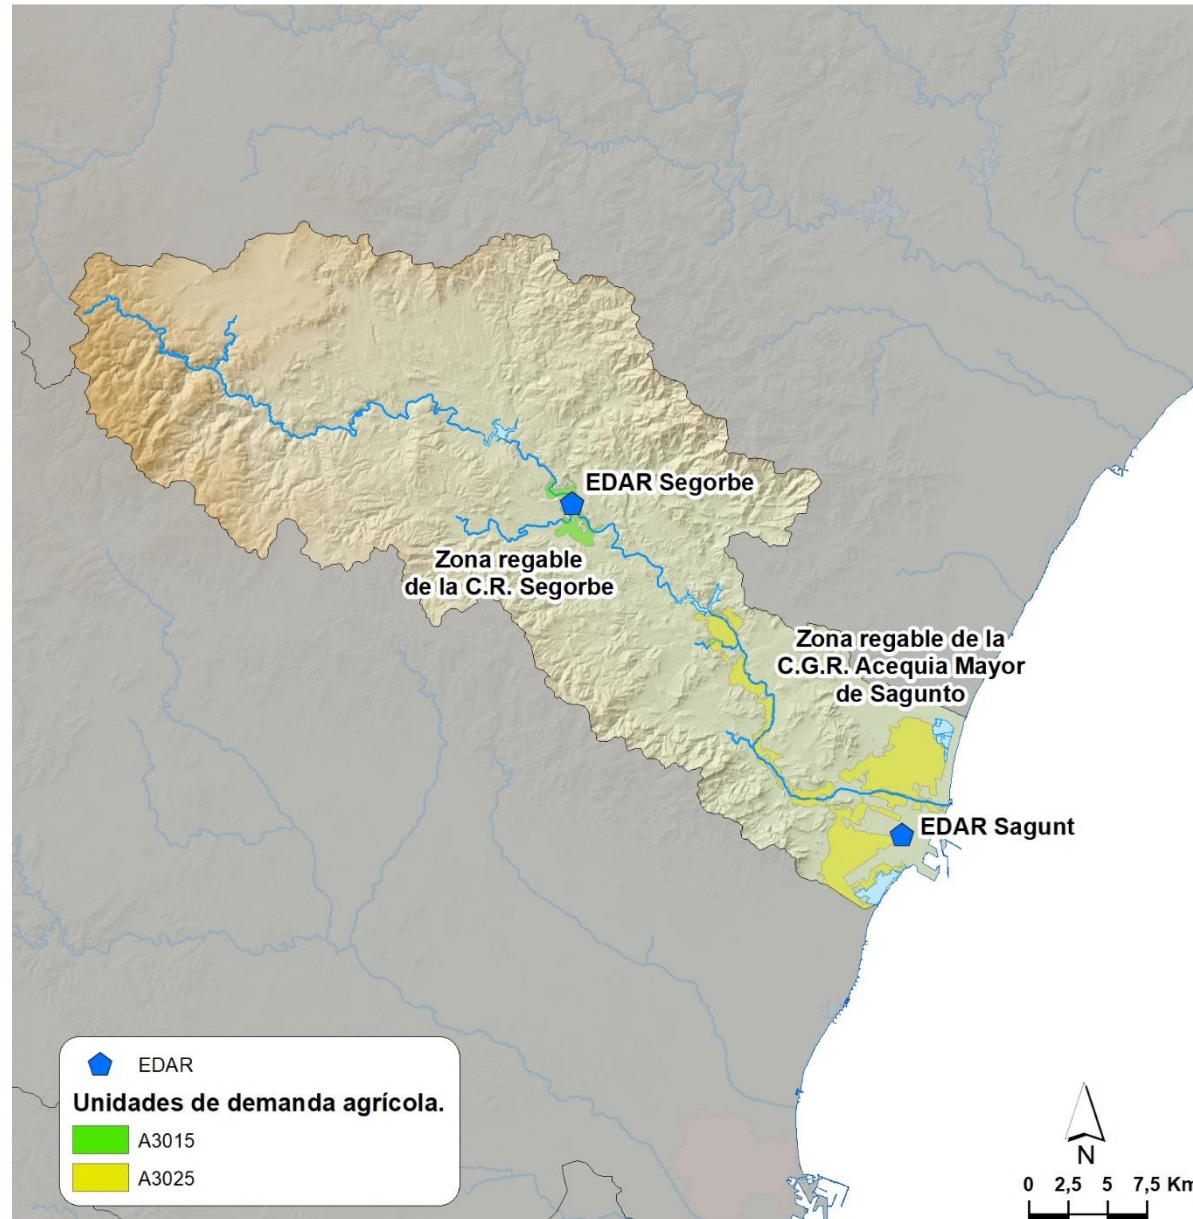 EDAR Segorbe
Zona regable
de la C.R. Segorbe
Zona regable de la
C.G.R. Acequia Mayor
de Sagunto
EDAR Sagunt
EDAR
Unidades de demanda agrícola.
A3015
A3025
N
0 2,5 5 7,5 Km